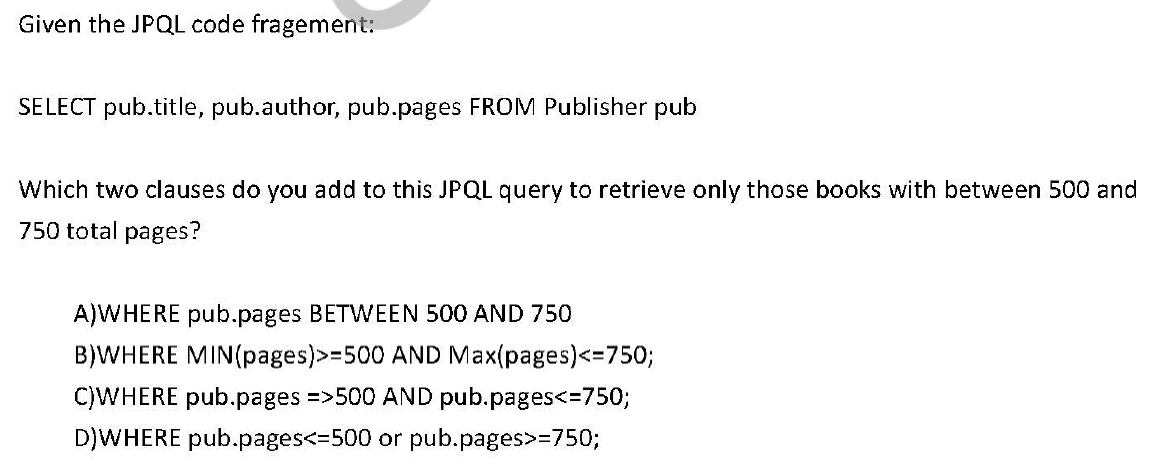 Given the JPQL code fragement:
SELECT pub.title, pub.author, pub.pages FROM Publisher pub
Which two clauses do you add to this JPQL query to retrieve only those books with between 500 and
750 total pages?
A)WHERE pub.pages BETWEEN 500 AND 750
B)WHERE MIN(pages)>=500 AND Max(pages)<=750;
C)WHERE pub.pages =>500 AND pub.pages<=750;
D)WHERE pub.pages<=500 or pub.pages>=750;